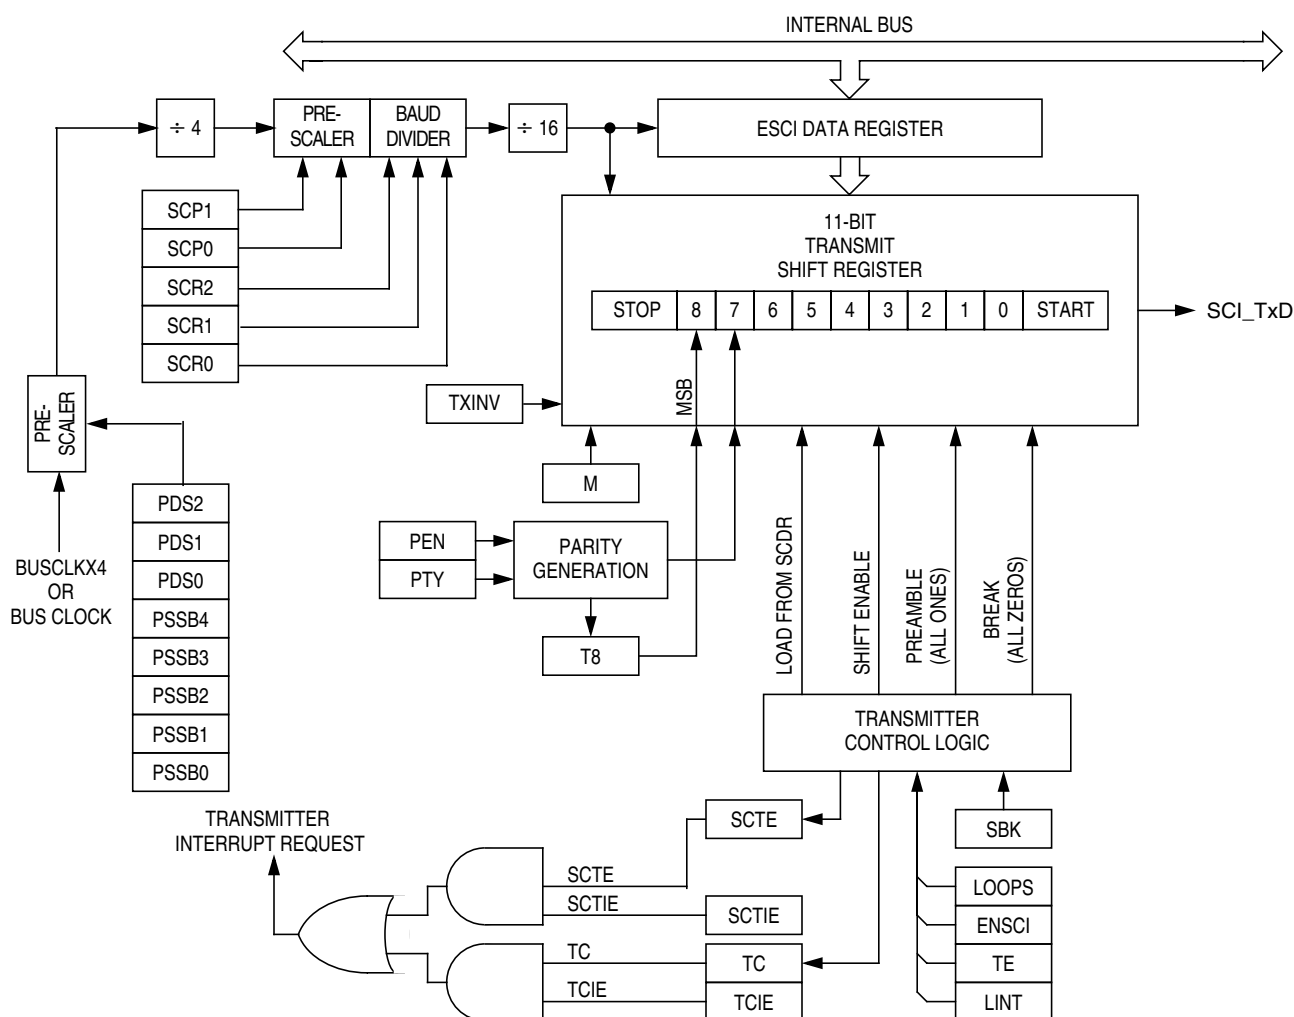 INTERNAL BUS
÷ 4
PRE-
SCALER
BAUD
DIVIDER
÷ 16
ESCI DATA REGISTER
SCP1
SCP0
SCR2
SCR1
SCR0
11-BIT
TRANSMIT
SHIFT REGISTER
STOP 8 7 6 5 4 3 2 1 0 START
SCI_TxD
MSB
TXINV
PRE-
SCALER
M
PDS2
PDS1
PDS0
PSSB4
PSSB3
PSSB2
PSSB1
PSSB0
BUSCLKX4
OR
BUS CLOCK
PEN
PTY
PARITY
GENERATION
T8
LOAD FROM SCDR
SHIFT ENABLE
PREAMBLE
(ALL ONES)
BREAK
(ALL ZEROS)
TRANSMITTER
CONTROL LOGIC
TRANSMITTER
INTERRUPT REQUEST
SCTE
SBK
SCTE
SCTIE
SCTIE
TC
TC
TCIE
TCIE
LOOPS
ENSCI
TE
LINT